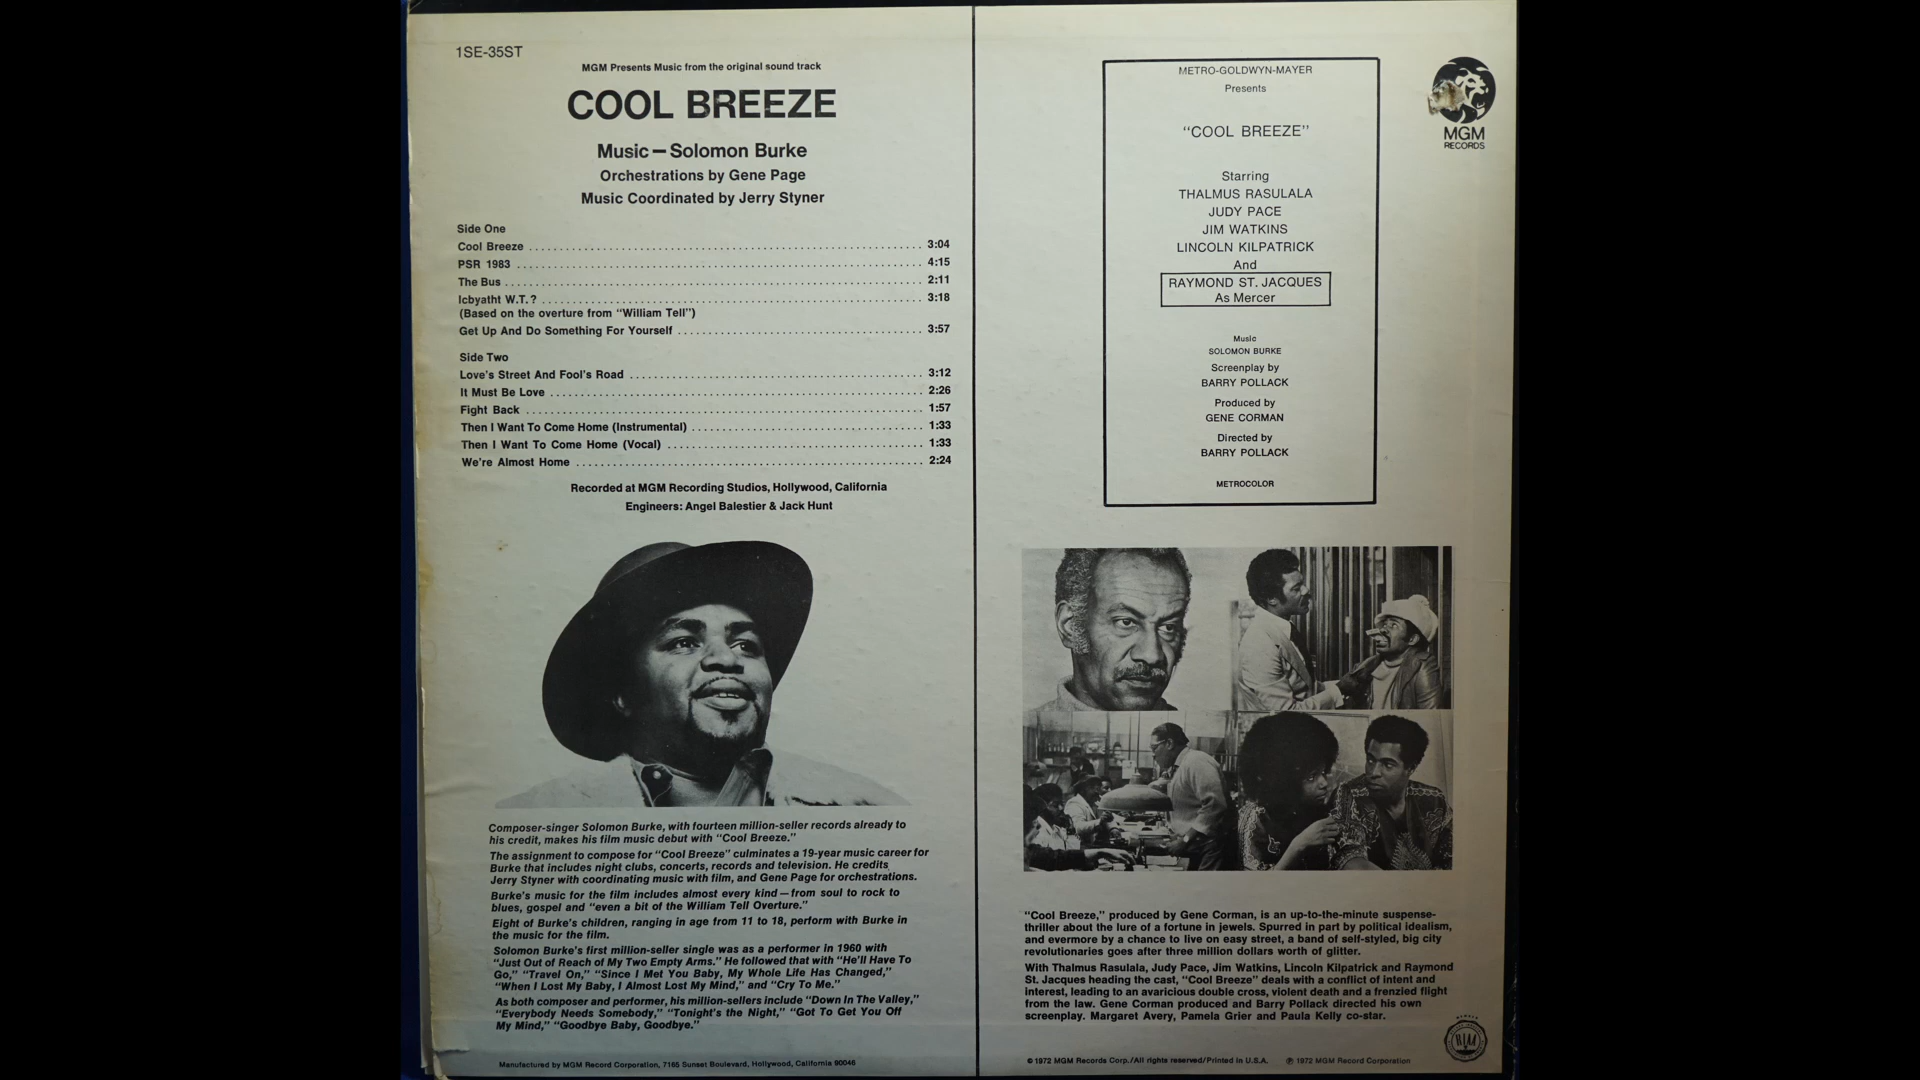 1SE-35ST
MGM Presents Music from the original sound track
COOL BREEZE
Music—Solomon Burke
Orchestrations by Gene Page
Music Coordinated by Jerry Styner
Side One
Cool Breeze 3:04
PSR 1983 4:15
The Bus 2:11
Icbyatht W.T.? 3:18
(Based on the overture from “William Tell”)
Get Up And Do Something For Yourself 3:57
Side Two
Love's Street And Fool's Road 3:12
It Must Be Love 2:26
Fight Back 1:57
Then I Want To Come Home (Instrumental) 1:33
Then I Want To Come Home (Vocal) 1:33
We're Almost Home 2:24
Recorded at MGM Recording Studios, Hollywood, California
Engineers: Angel Balestier & Jack Hunt
Composer-singer Solomon Burke, with fourteen million-seller records already to
his credit, makes his film music debut with “Cool Breeze.”
The assignment to compose for “Cool Breeze” culminates a 19-year music career for
Burke that includes night clubs, concerts, records and television. He credits
Jerry Styner with coordinating music with film, and Gene Page for orchestrations.
Burke's music for the film includes almost every kind—from soul to rock to
blues, gospel and “even a bit of the William Tell Overture.”
Eight of Burke's children, ranging in age from 11 to 18, perform with Burke in
the music for the film.
Solomon Burke's first million-seller single was as a performer in 1960 with
“Just Out of Reach of My Two Empty Arms.” He followed that with “He'll Have To
Go,” “Travel On,” “Since I Met You Baby, My Whole Life Has Changed,”
“When I Lost My Baby, I Almost Lost My Mind,” and “Cry To Me.”
As both composer and performer, his million-sellers include “Down In The Valley,”
“Everybody Needs Somebody,” “Tonight's the Night,” “Got To Get You Off
My Mind,” “Goodbye Baby, Goodbye.”
Manufactured by MGM Record Corporation, 7165 Sunset Boulevard, Hollywood, California 90046
METRO-GOLDWYN-MAYER
Presents
“COOL BREEZE”
Starring
THALMUS RASULALA
JUDY PACE
JIM WATKINS
LINCOLN KILPATRICK
And
RAYMOND ST. JACQUES
As Mercer
Music
SOLOMON BURKE
Screenplay by
BARRY POLLACK
Produced by
GENE CORMAN
Directed by
BARRY POLLACK
METROCOLOR
MGM
RECORDS
“Cool Breeze,” produced by Gene Corman, is an up-to-the-minute suspense-
thriller about the lure of a fortune in jewels. Spurred in part by political idealism,
and evermore by a chance to live on easy street, a band of self-styled, big city
revolutionaries goes after three million dollars worth of glitter.
With Thalmus Rasulala, Judy Pace, Jim Watkins, Lincoln Kilpatrick and Raymond
St. Jacques heading the cast, “Cool Breeze” deals with a conflict of intent and
interest, leading to an avaricious double cross, violent death and a frenzied flight
from the law. Gene Corman produced and Barry Pollack directed his own
screenplay. Margaret Avery, Pamela Grier and Paula Kelly co-star.
© 1972 MGM Records Corp./All rights reserved/Printed in U.S.A. ℗ 1972 MGM Record Corporation
MEMBER
RIAA